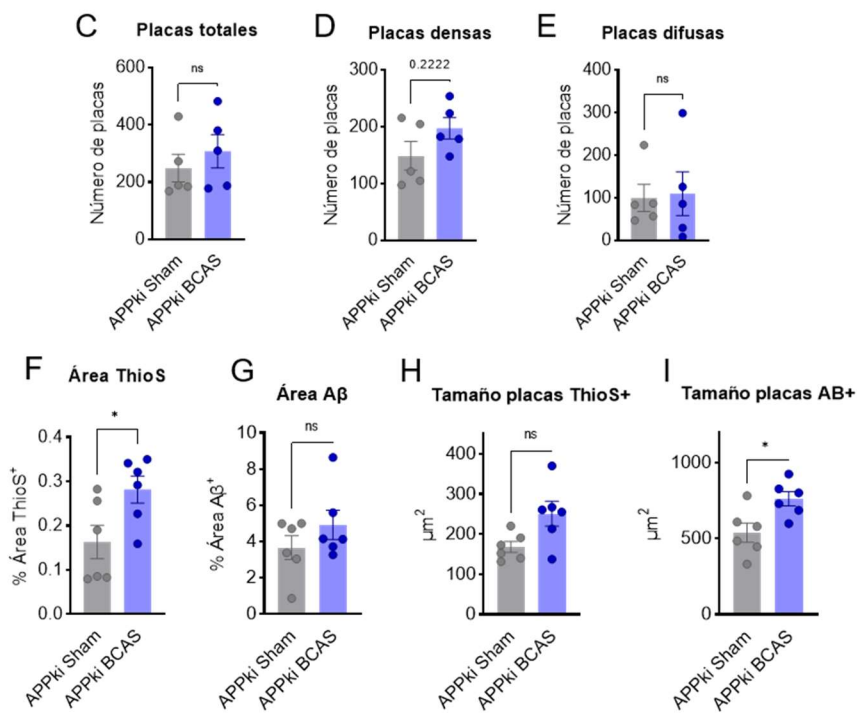 C Placas totales
ns
Número de placas
600
400
200
0
APPki Sham
APPki BCAS
D Placas densas
0.2222
Número de placas
300
200
100
0
APPki Sham
APPki BCAS
E Placas difusas
ns
Número de placas
400
300
200
100
0
APPki Sham
APPki BCAS
F Área ThioS
*
% Área ThioS⁺
0.4
0.3
0.2
0.1
0.0
APPki Sham
APPki BCAS
G Área Aβ
ns
% Área Aβ⁺
10
8
6
4
2
0
APPki Sham
APPki BCAS
H Tamaño placas ThioS+
ns
μm²
400
300
200
100
0
APPki Sham
APPki BCAS
I Tamaño placas AB+
*
μm²
1000
500
0
APPki Sham
APPki BCAS